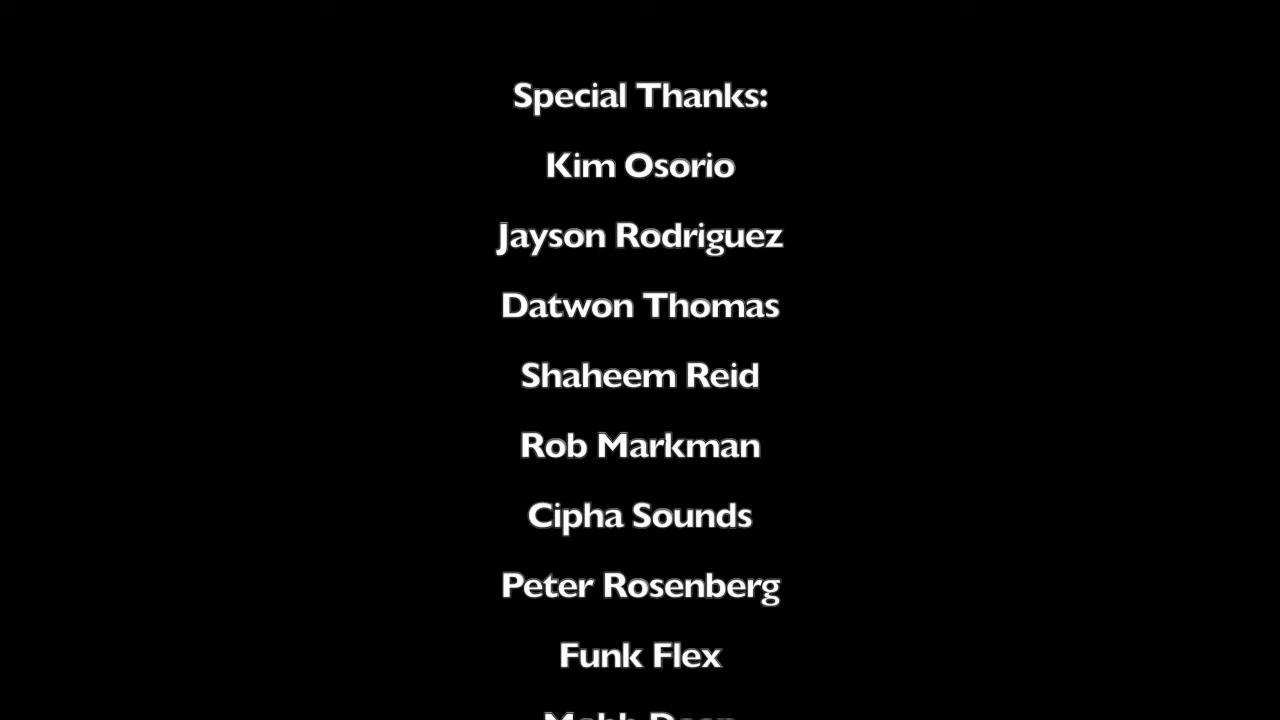 Special Thanks:
Kim Osorio
Jayson Rodriguez
Datwon Thomas
Shaheem Reid
Rob Markman
Cipha Sounds
Peter Rosenberg
Funk Flex